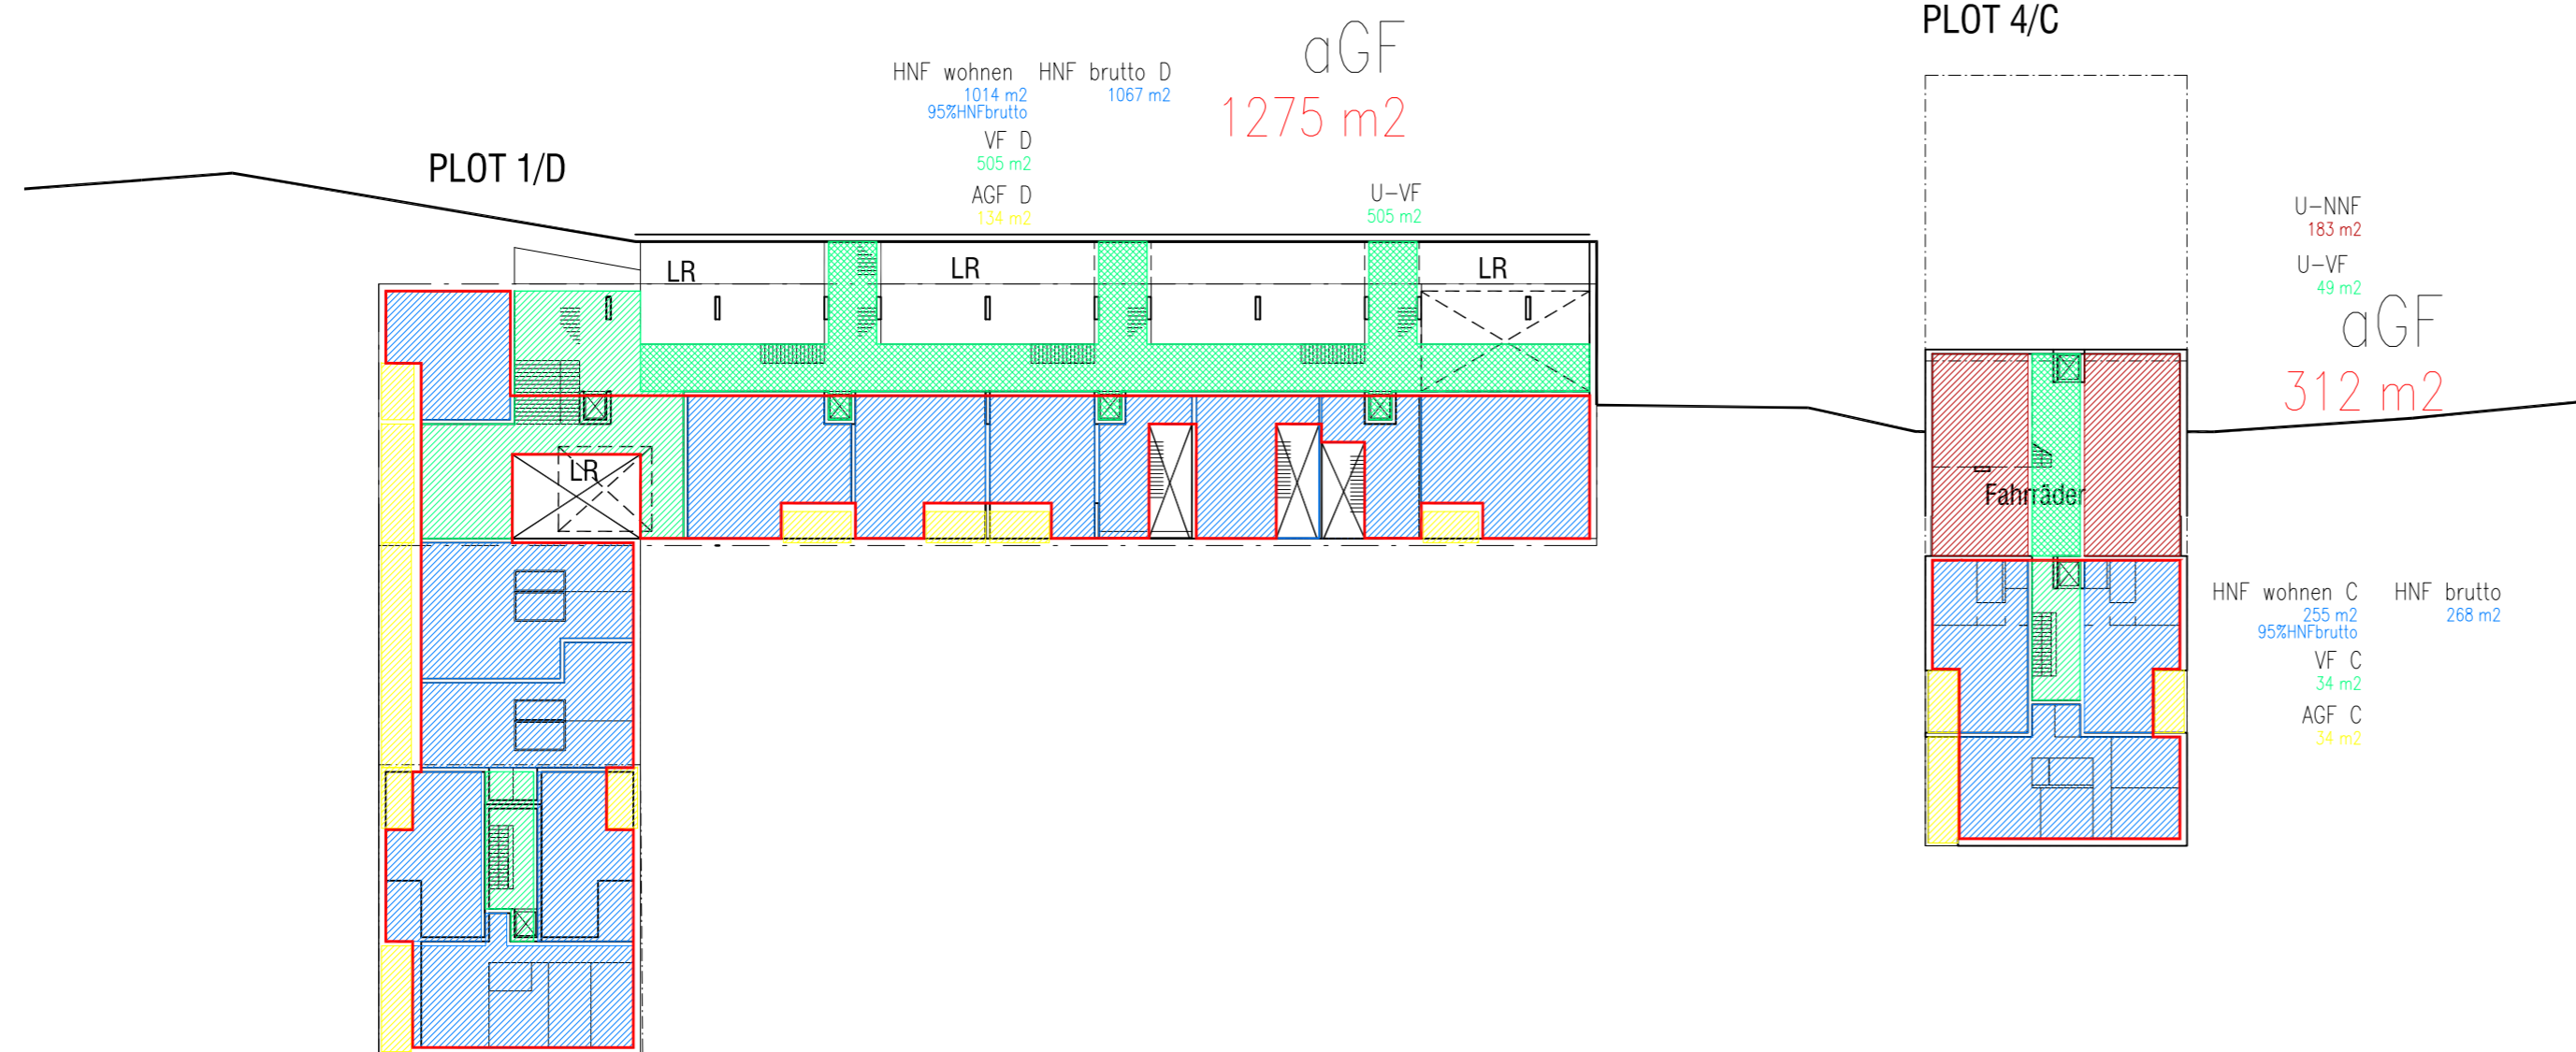 PLOT 4/C
aGF
1275 m2
HNF wohnen HNF brutto D
1014 m2 1067 m2
95%HNFbrutto
VF D
505 m2
AGF D
134 m2
U-VF
505 m2
PLOT 1/D
LR
LR
LR
LR
U-NNF
183 m2
U-VF
49 m2
aGF
312 m2
Fahrräder
HNF wohnen C HNF brutto
255 m2 268 m2
95%HNFbrutto
VF C
34 m2
AGF C
34 m2